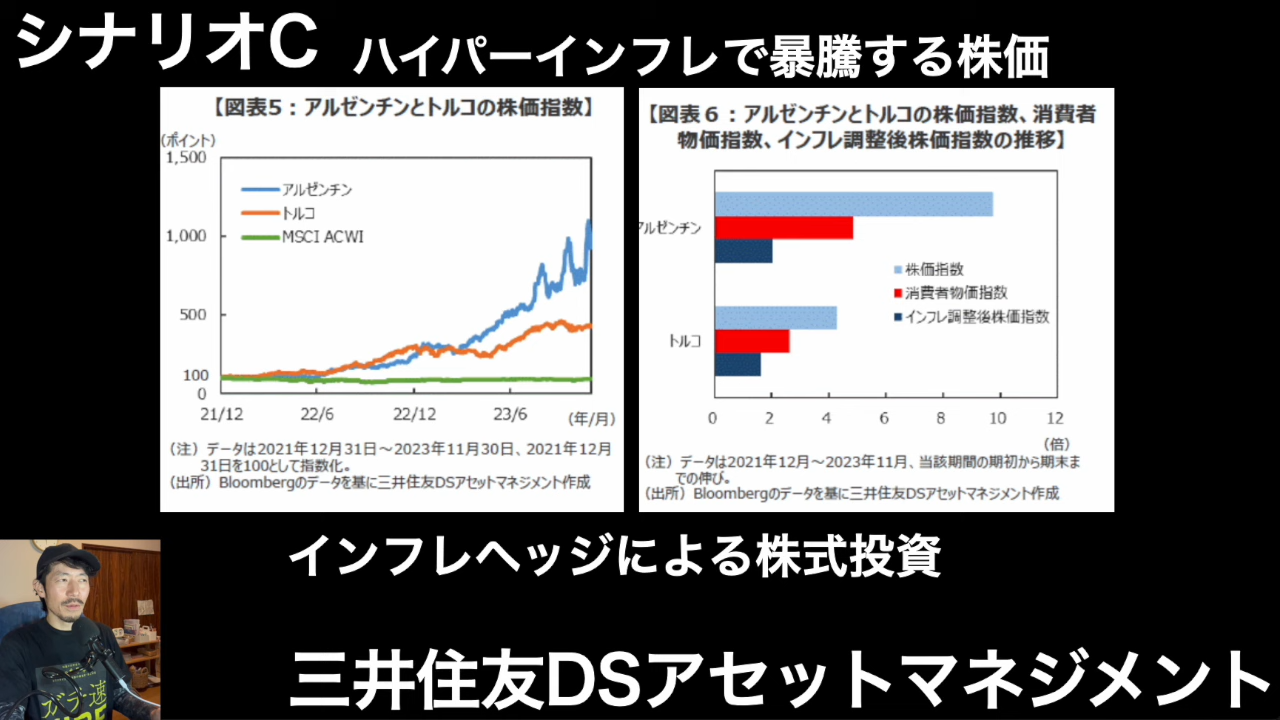 シナリオC
ハイパーインフレで暴騰する株価
【図表5：アルゼンチンとトルコの株価指数】
（ポイント）
1,500
1,000
500
100
0
アルゼンチン
トルコ
MSCI ACWI
21/12
22/6
22/12
23/6
（年/月）
（注）データは2021年12月31日～2023年11月30日、2021年12月
31日を100として指数化。
（出所）Bloombergのデータを基に三井住友DSアセットマネジメント作成
【図表６：アルゼンチンとトルコの株価指数、消費者
物価指数、インフレ調整後株価指数の推移】
アルゼンチン
トルコ
株価指数
消費者物価指数
インフレ調整後株価指数
0
2
4
6
8
10
12
（倍）
（注）データは2021年12月～2023年11月、当該期間の期初から期末ま
での伸び。
（出所）Bloombergのデータを基に三井住友DSアセットマネジメント作成
インフレヘッジによる株式投資
三井住友DSアセットマネジメント
ガラ速